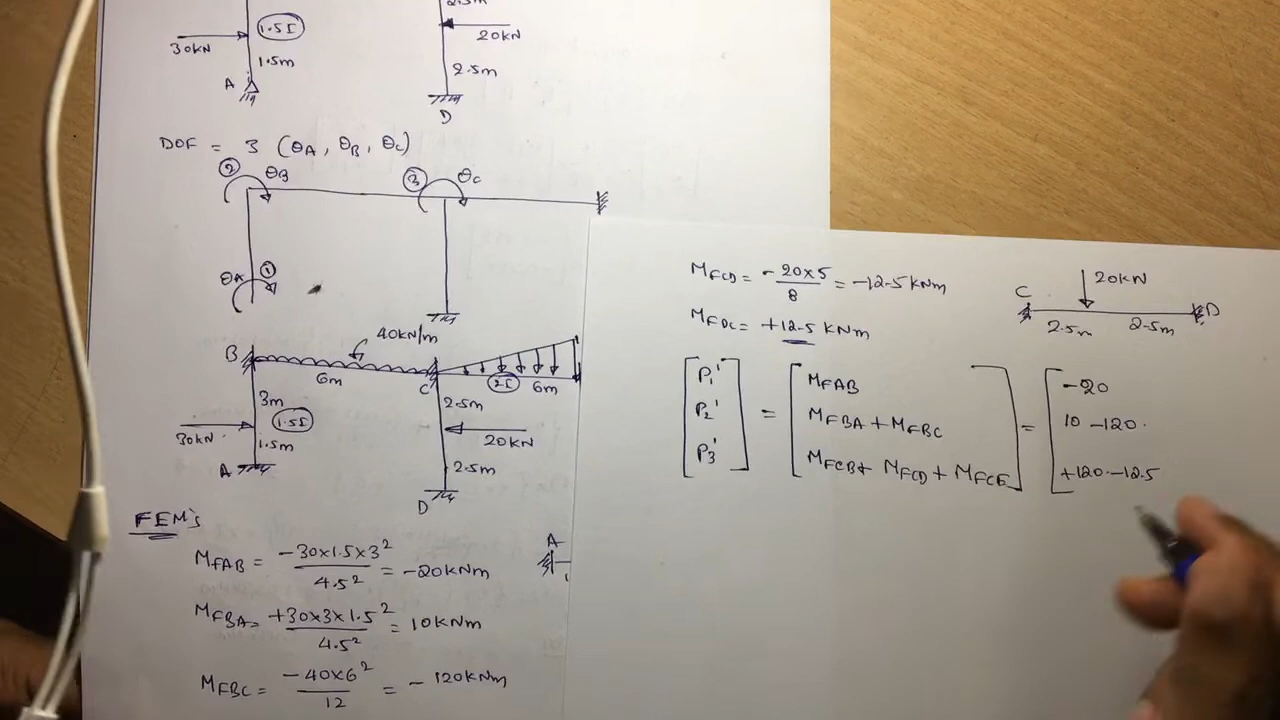 2.5m
1.5I
30kN
1.5m
A
20kN
2.5m
D
DOF = 3 (θA, θB, θC)
2 θB
3 θC
θA 1
40kN/m
B
6m
C
2I 6m
3m
1.5I
30kN
1.5m
A
2.5m
20kN
2.5m
D
FEM's
MFAB = -30×1.5×3² / 4.5² = -20kNm
MFBA = +30×3×1.5² / 4.5² = 10kNm
MFBC = -40×6² / 12 = -120kNm
A
MFCD = -20×5 / 8 = -12.5kNm
MFDC = +12.5kNm
C 20kN D
2.5m 2.5m
[P1' = [MFAB = [-20
P2' MFBA + MFBC 10 -120
P3'] MFCB + MFCD + MFCE] +120 -12.5